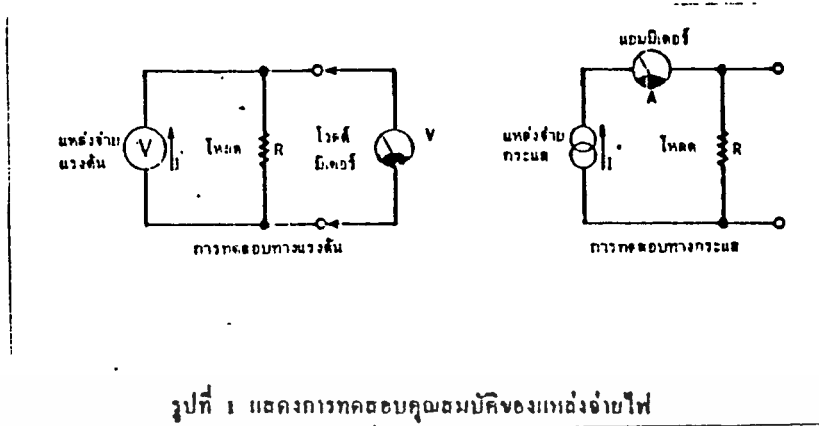 แหล่งจ่าย
แรงดัน
V
I
โหลด
R
โวลต์
มิเตอร์
V
การทดสอบทางแรงดัน
แอมมิเตอร์
A
แหล่งจ่าย
กระแส
I
โหลด
R
การทดสอบทางกระแส
รูปที่ 1 แสดงการทดสอบคุณสมบัติของแหล่งจ่ายไฟ